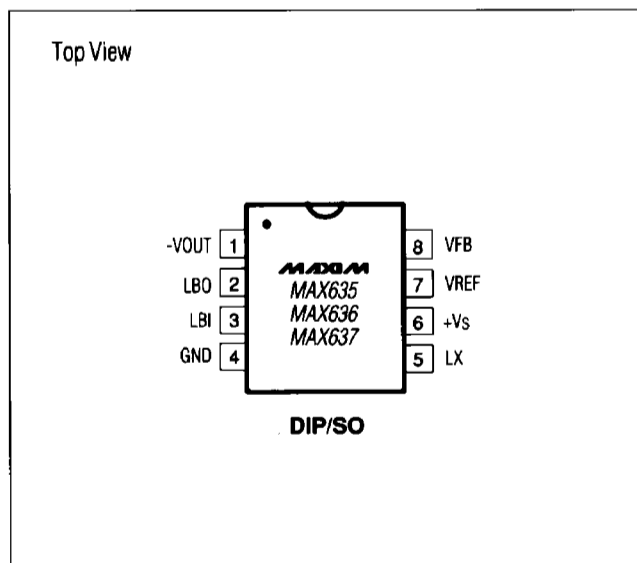 Top View
-VOUT 1
LBO 2
LBI 3
GND 4
MAXIM
MAX635
MAX636
MAX637
8 VFB
7 VREF
6 +Vs
5 LX
DIP/SO